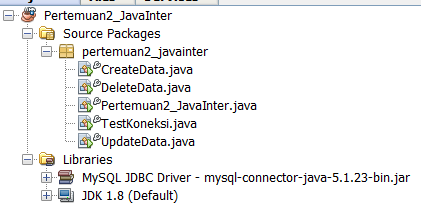 Pertemuan2_JavaInter
Source Packages
pertemuan2_javainter
CreateData.java
DeleteData.java
Pertemuan2_JavaInter.java
TestKoneksi.java
UpdateData.java
Libraries
MySQL JDBC Driver - mysql-connector-java-5.1.23-bin.jar
JDK 1.8 (Default)